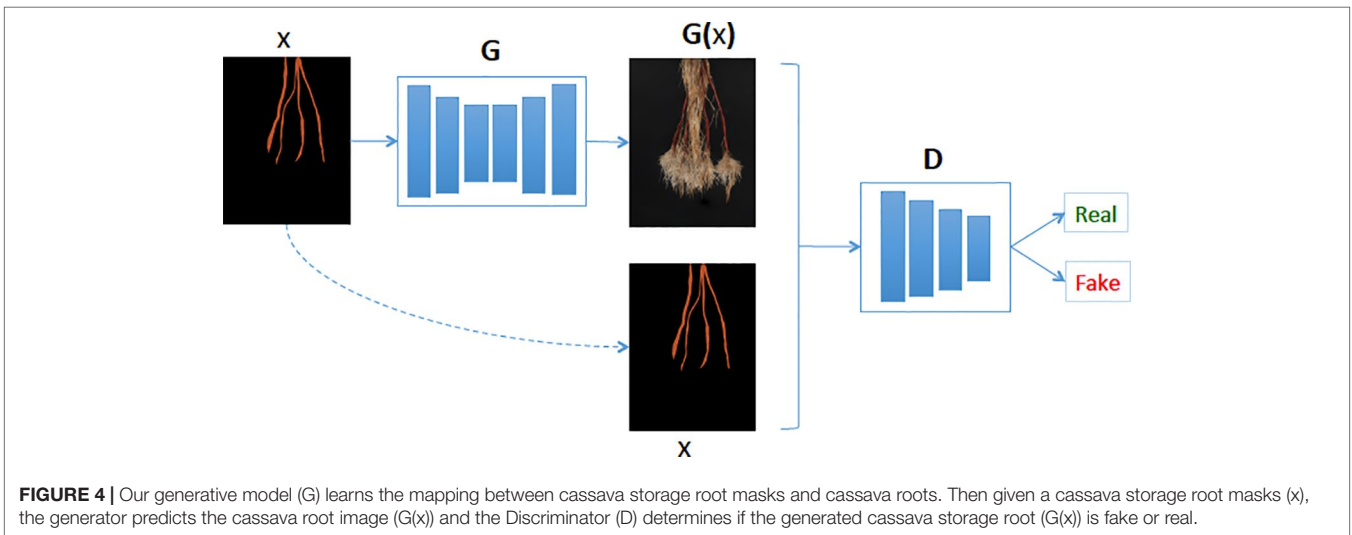 X
G
G(x)
D
Real
Fake
X
FIGURE 4 | Our generative model (G) learns the mapping between cassava storage root masks and cassava roots. Then given a cassava storage root masks (x),
the generator predicts the cassava root image (G(x)) and the Discriminator (D) determines if the generated cassava storage root (G(x)) is fake or real.